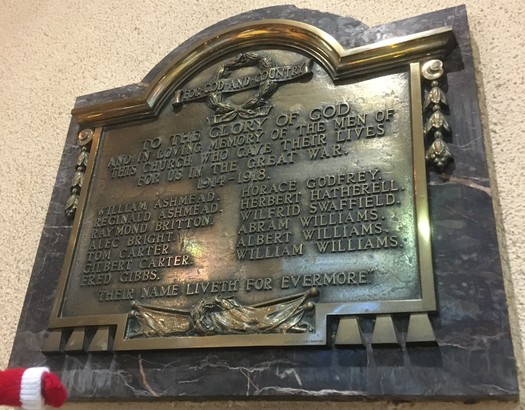 FOR GOD AND COUNTRY
TO THE GLORY OF GOD
AND IN LOVING MEMORY OF THE MEN OF
THIS CHURCH WHO GAVE THEIR LIVES
FOR US IN THE GREAT WAR.
1914–1918.
WILLIAM ASHMEAD.
REGINALD ASHMEAD.
RAYMOND BRITTON.
ALEC BRIGHT.
TOM CARTER.
GILBERT CARTER.
FRED GIBBS.
HORACE GODFREY.
HERBERT HATHERELL.
WILFRID SWAFFIELD.
ABRAM WILLIAMS.
ALBERT WILLIAMS.
WILLIAM WILLIAMS.
"THEIR NAME LIVETH FOR EVERMORE"